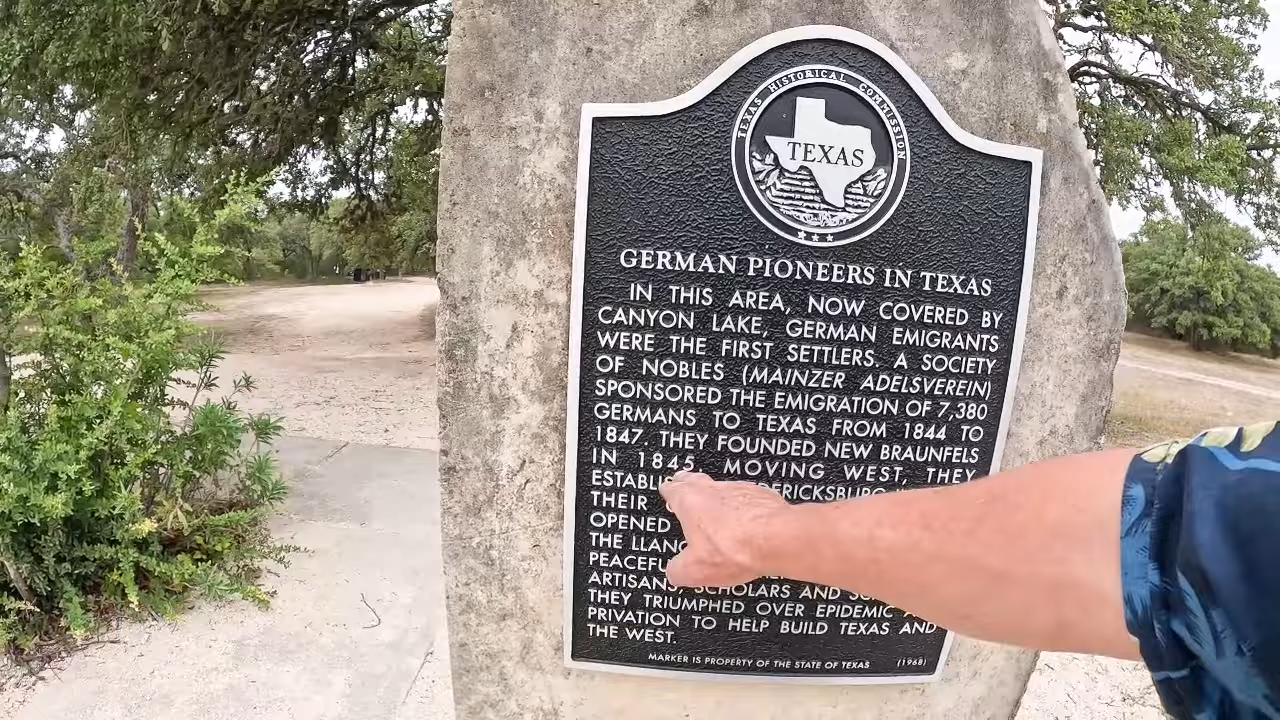 TEXAS HISTORICAL COMMISSION
TEXAS
GERMAN PIONEERS IN TEXAS
IN THIS AREA, NOW COVERED BY
CANYON LAKE, GERMAN EMIGRANTS
WERE THE FIRST SETTLERS. A SOCIETY
OF NOBLES (MAINZER ADELSVEREIN)
SPONSORED THE EMIGRATION OF 7,380
GERMANS TO TEXAS FROM 1844 TO
1847. THEY FOUNDED NEW BRAUNFELS
IN 1845. MOVING WEST, THEY
THEIR
OPENED
THE
ARTISANS, SCHOLARS AND
THEY TRIUMPHED OVER EPIDEMIC
PRIVATION TO HELP BUILD TEXAS AND
THE WEST.
MARKER IS PROPERTY OF THE STATE OF TEXAS (1968)